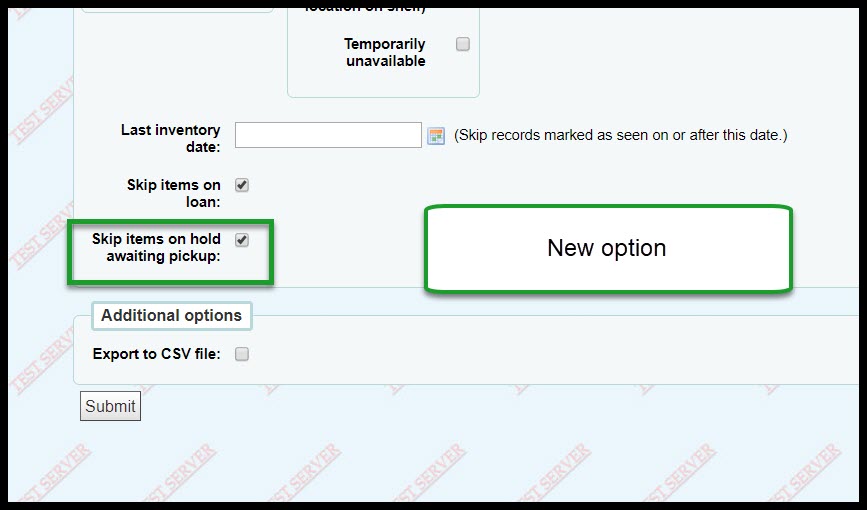 location on shelf)
Temporarily
unavailable
Last inventory
date:
(Skip records marked as seen on or after this date.)
Skip items on
loan:
Skip items on hold
awaiting pickup:
New option
Additional options
Export to CSV file:
Submit
TEST SERVER
TEST SERVER
TEST SERVER
TEST SERVER
TEST SERVER
TEST SERVER
TEST SERVER
TEST SERVER
TEST SERVER